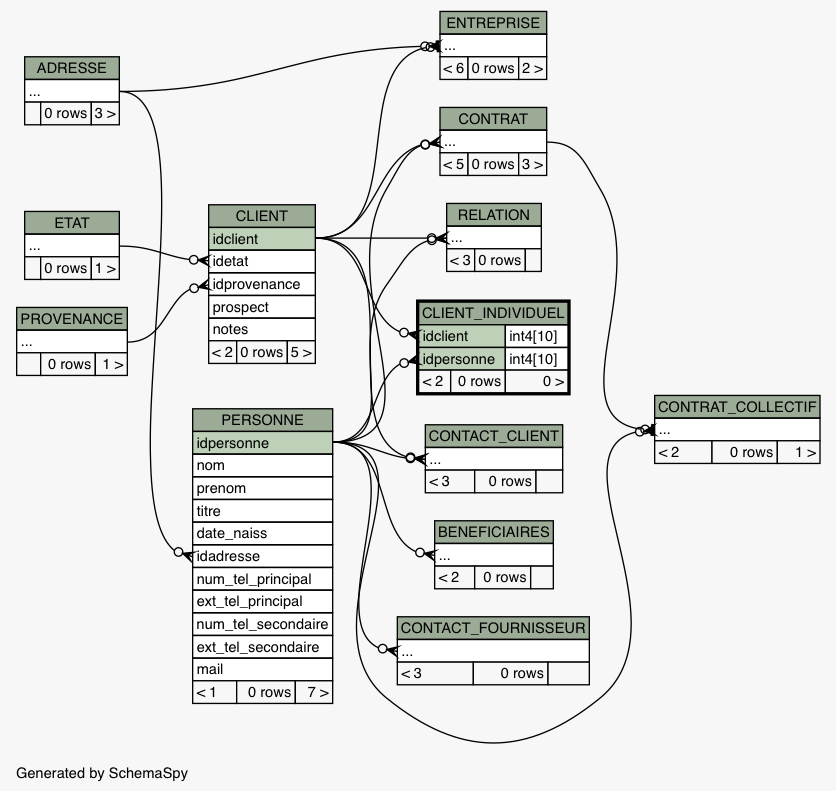 ENTREPRISE
...
< 6 0 rows 2 >
ADRESSE
...
0 rows 3 >
CONTRAT
...
< 5 0 rows 3 >
RELATION
...
< 3 0 rows
ETAT
...
0 rows 1 >
CLIENT
idclient
idetat
idprovenance
prospect
notes
< 2 0 rows 5 >
PROVENANCE
...
0 rows 1 >
CLIENT_INDIVIDUEL
idclient int4[10]
idpersonne int4[10]
< 2 0 rows 0 >
CONTRAT_COLLECTIF
...
< 2 0 rows 1 >
PERSONNE
idpersonne
nom
prenom
titre
date_naiss
idadresse
num_tel_principal
ext_tel_principal
num_tel_secondaire
ext_tel_secondaire
mail
< 1 0 rows 7 >
CONTACT_CLIENT
...
< 3 0 rows
BENEFICIAIRES
...
< 2 0 rows
CONTACT_FOURNISSEUR
...
< 3 0 rows
Generated by SchemaSpy